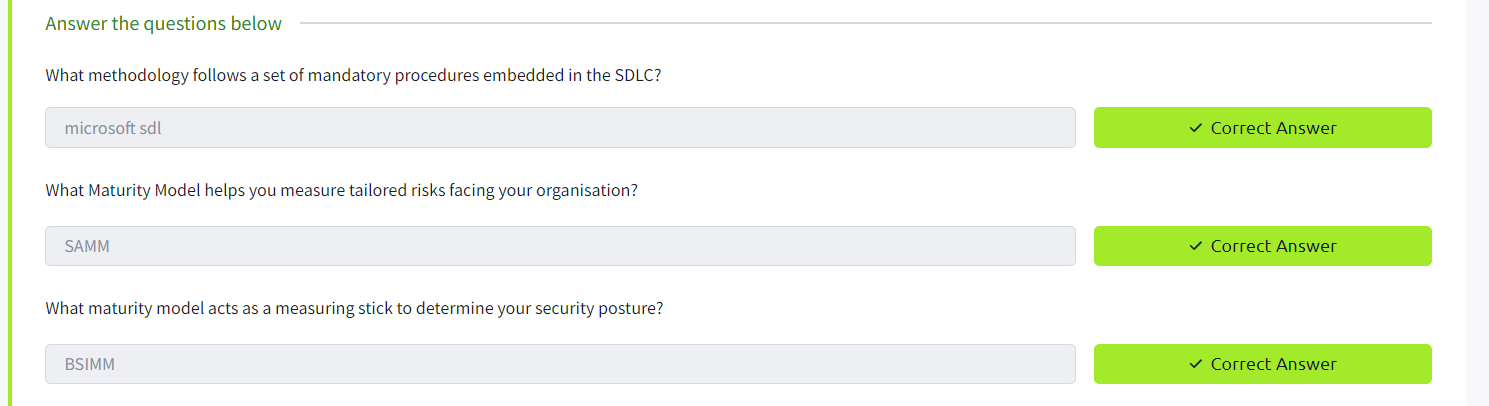 Answer the questions below
What methodology follows a set of mandatory procedures embedded in the SDLC?
microsoft sdl
✓ Correct Answer
What Maturity Model helps you measure tailored risks facing your organisation?
SAMM
✓ Correct Answer
What maturity model acts as a measuring stick to determine your security posture?
BSIMM
✓ Correct Answer